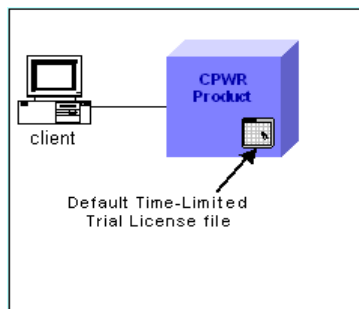 CPWR
Product
client
Default Time-Limited
Trial License file